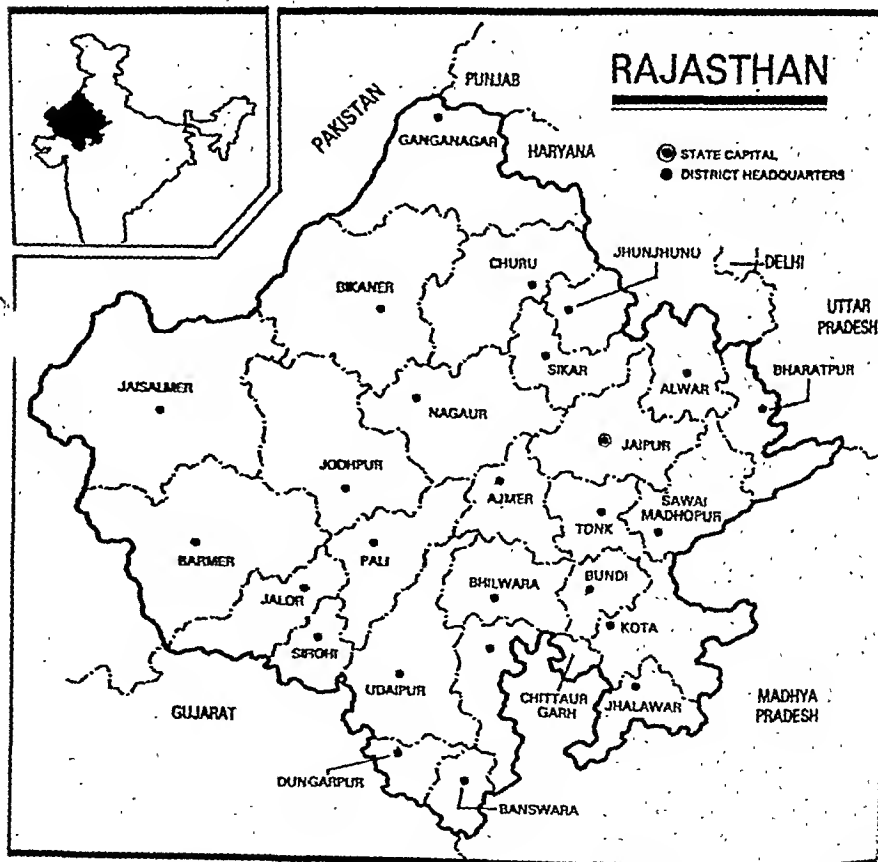 RAJASTHAN
PUNJAB
PAKISTAN
GANGANAGAR
HARYANA
STATE CAPITAL
DISTRICT HEADQUARTERS
CHURU
JHUNJHUNU
DELHI
BIKANER
UTTAR
PRADESH
SIKAR
ALWAR
BHARATPUR
JAISALMER
NAGAUR
JAIPUR
JODHPUR
AJMER
SAWAI
MADHOPUR
TONK
BARMER
PALI
BHILWARA
BUNDI
JALOR
KOTA
SIROHI
UDAIPUR
CHITTAUR
GARH
JHALAWAR
MADHYA
PRADESH
GUJARAT
DUNGARPUR
BANSWARA